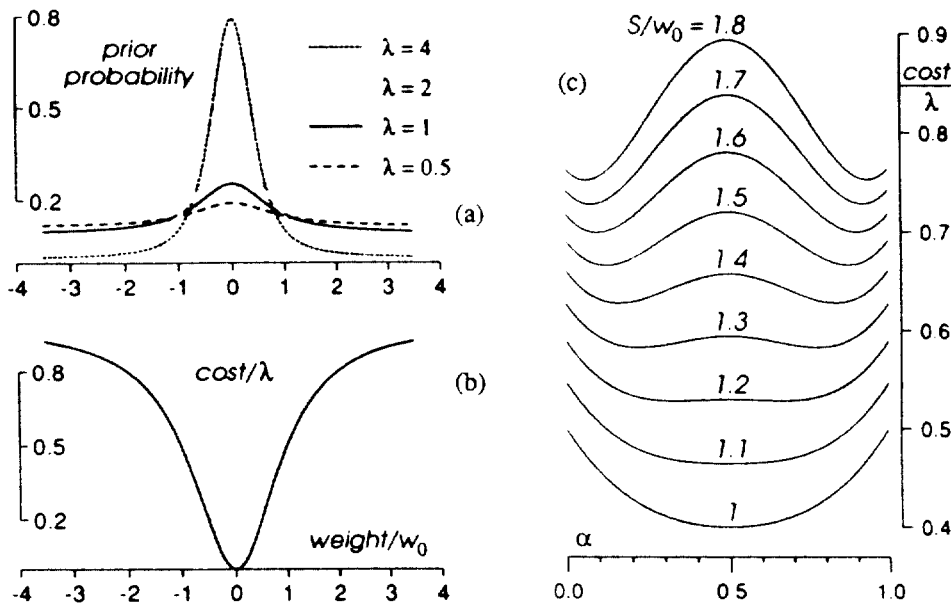 0.8
0.5
0.2
prior
probability
λ = 4
λ = 2
λ = 1
λ = 0.5
(a)
-4 -3 -2 -1 0 1 2 3 4
0.8
0.5
0.2
cost/λ
(b)
weight/w₀
-4 -3 -2 -1 0 1 2 3 4
S/w₀ = 1.8
(c)
1.7
1.6
1.5
1.4
1.3
1.2
1.1
1
0.9
cost
λ
0.8
0.7
0.6
0.5
0.4
α
0.0 0.5 1.0